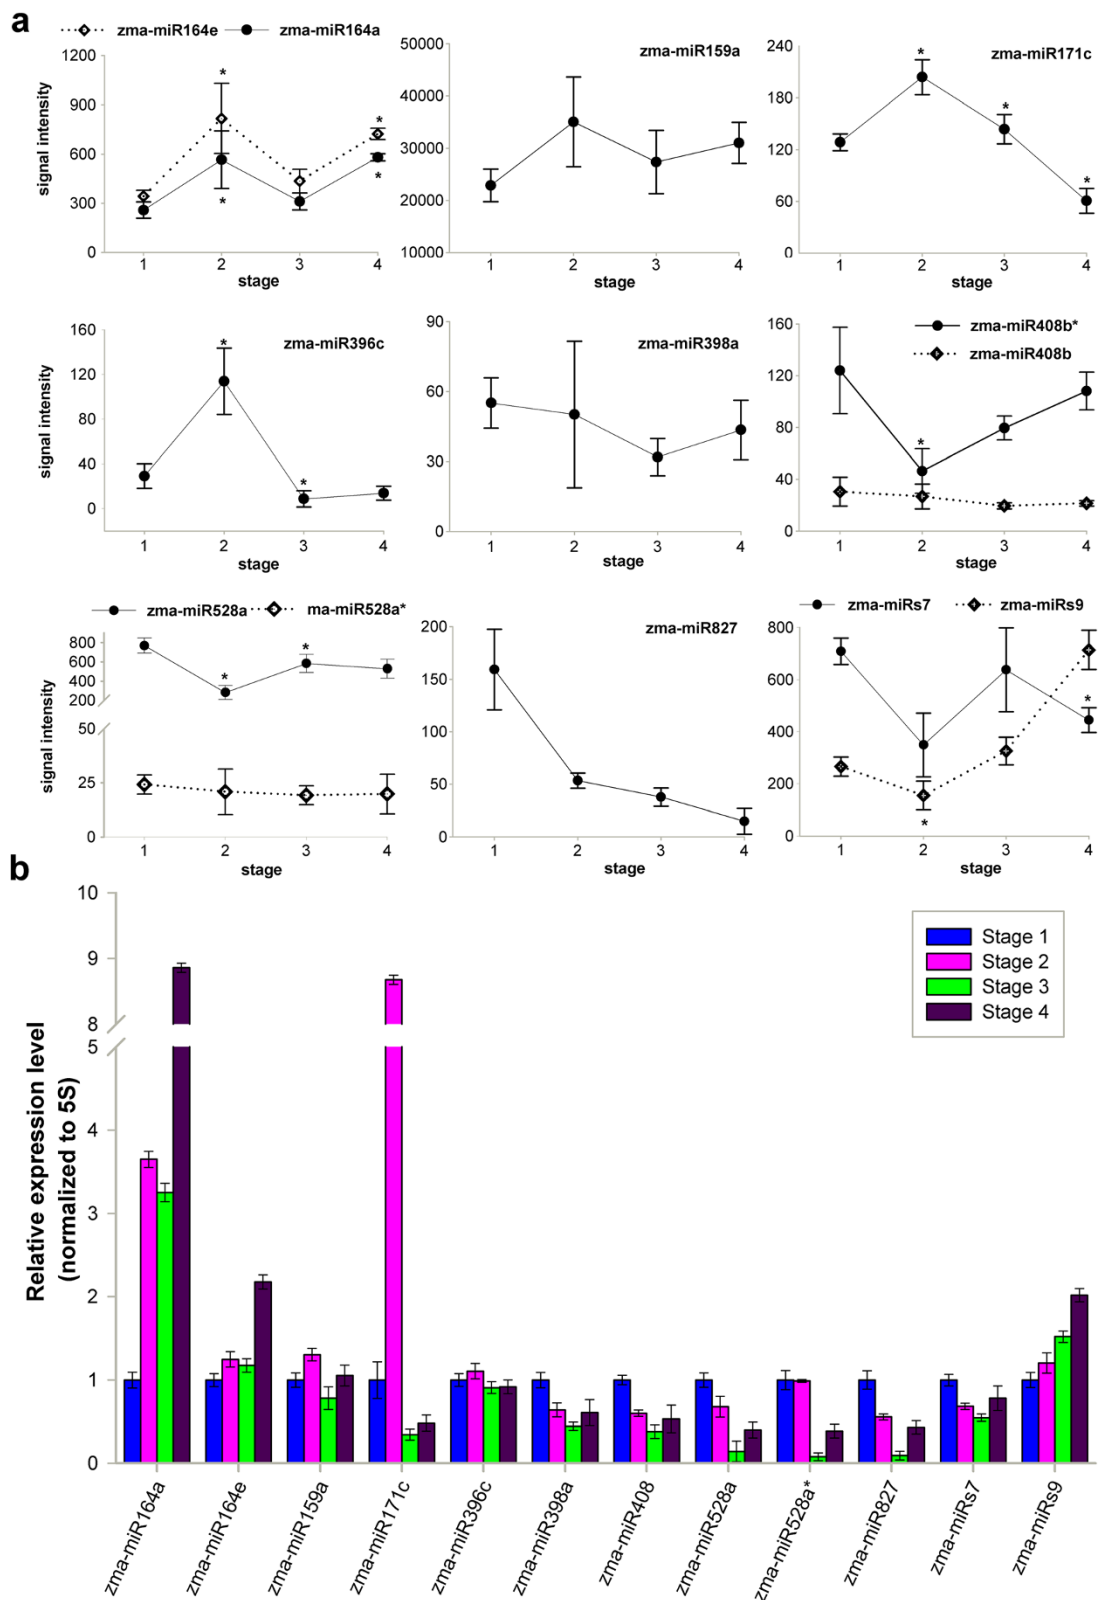 a
zma-miR164e zma-miR164a
signal intensity
1200
900
600
300
0
* * * *
1 2 3 4
stage
zma-miR159a
50000
40000
30000
20000
10000
1 2 3 4
stage
zma-miR171c
240
180
120
60
0
* * *
1 2 3 4
stage
zma-miR396c
signal intensity
160
120
80
40
0
* *
1 2 3 4
stage
zma-miR398a
90
60
30
0
1 2 3 4
stage
zma-miR408b*
zma-miR408b
160
120
80
40
0
*
1 2 3 4
stage
zma-miR528a ma-miR528a*
signal intensity
800
600
400
200
50
25
0
* *
1 2 3 4
stage
zma-miR827
200
150
100
50
0
1 2 3 4
stage
zma-miRs7 zma-miRs9
800
600
400
200
0
* *
1 2 3 4
stage
b
Relative expression level
(normalized to 5S)
10
9
8
5
4
3
2
1
0
Stage 1
Stage 2
Stage 3
Stage 4
zma-miR164a
zma-miR164e
zma-miR159a
zma-miR171c
zma-miR396c
zma-miR398a
zma-miR408
zma-miR528a
zma-miR528a*
zma-miR827
zma-miRs7
zma-miRs9